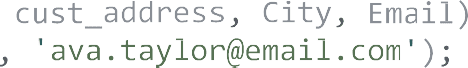 cust_address, City, Email)
, 'ava.taylor@email.com');